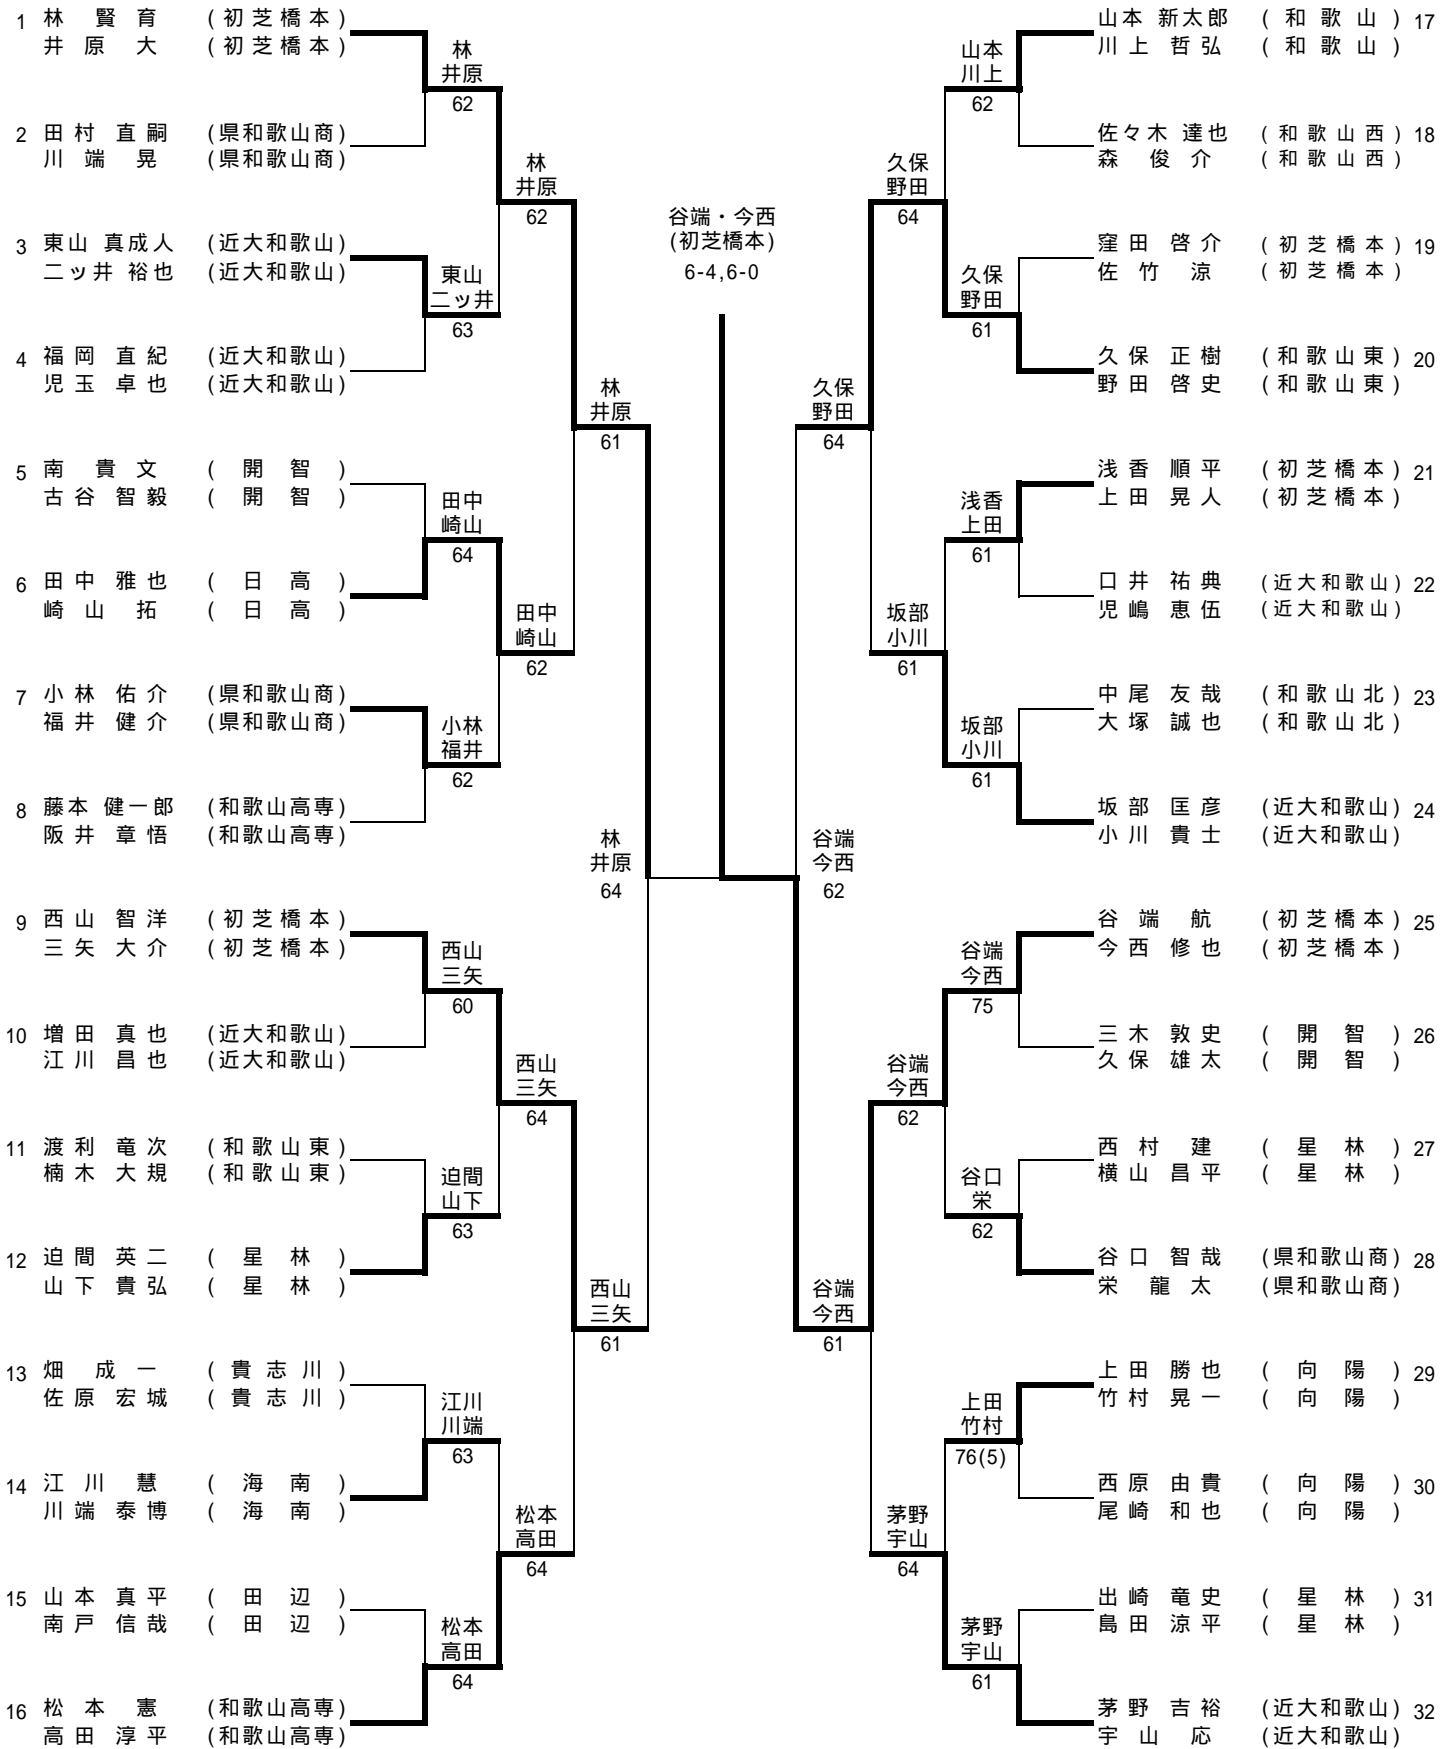 1 林 賢 育 (初 芝 橋 本)
井 原 大 (初 芝 橋 本)
2 田 村 直 嗣 (県和歌山商)
川 端 晃 (県和歌山商)
3 東山 真成人 (近大和歌山)
二ッ井 裕也 (近大和歌山)
4 福 岡 直 紀 (近大和歌山)
児 玉 卓 也 (近大和歌山)
5 南 貴 文 ( 開 智 )
古 谷 智 毅 ( 開 智 )
6 田 中 雅 也 ( 日 高 )
崎 山 拓 ( 日 高 )
7 小 林 佑 介 (県和歌山商)
福 井 健 介 (県和歌山商)
8 藤本 健一郎 (和歌山高専)
阪 井 章 悟 (和歌山高専)
9 西 山 智 洋 (初 芝 橋 本)
三 矢 大 介 (初 芝 橋 本)
10 増 田 真 也 (近大和歌山)
江 川 昌 也 (近大和歌山)
11 渡 利 竜 次 (和 歌 山 東)
楠 木 大 規 (和 歌 山 東)
12 迫 間 英 二 ( 星 林 )
山 下 貴 弘 ( 星 林 )
13 畑 成 一 ( 貴 志 川 )
佐 原 宏 城 ( 貴 志 川 )
14 江 川 慧 ( 海 南 )
川 端 泰 博 ( 海 南 )
15 山 本 真 平 ( 田 辺 )
南 戸 信 哉 ( 田 辺 )
16 松 本 憲 (和歌山高専)
高 田 淳 平 (和歌山高専)
林
井原
62
東山
二ッ井
63
田中
崎山
64
小林
福井
62
西山
三矢
60
迫間
山下
63
江川
川端
63
松本
高田
64
林
井原
62
田中
崎山
62
西山
三矢
64
松本
高田
64
林
井原
61
西山
三矢
61
林
井原
64
谷端・今西
(初芝橋本)
6-4,6-0
谷端
今西
62
久保
野田
64
谷端
今西
61
久保
野田
64
坂部
小川
61
谷端
今西
62
茅野
宇山
64
山本
川上
62
久保
野田
61
浅香
上田
61
坂部
小川
61
谷端
今西
75
谷口
栄
62
上田
竹村
76(5)
茅野
宇山
61
山本 新太郎 ( 和 歌 山 ) 17
川 上 哲 弘 ( 和 歌 山 )
佐々木 達也 (和 歌 山 西) 18
森 俊 介 (和 歌 山 西)
窪 田 啓 介 (初 芝 橋 本) 19
佐 竹 涼 (初 芝 橋 本)
久 保 正 樹 (和 歌 山 東) 20
野 田 啓 史 (和 歌 山 東)
浅 香 順 平 (初 芝 橋 本) 21
上 田 晃 人 (初 芝 橋 本)
口 井 祐 典 (近大和歌山) 22
児 嶋 恵 伍 (近大和歌山)
中 尾 友 哉 (和 歌 山 北) 23
大 塚 誠 也 (和 歌 山 北)
坂 部 匡 彦 (近大和歌山) 24
小 川 貴 士 (近大和歌山)
谷 端 航 (初 芝 橋 本) 25
今 西 修 也 (初 芝 橋 本)
三 木 敦 史 ( 開 智 ) 26
久 保 雄 太 ( 開 智 )
西 村 建 ( 星 林 ) 27
横 山 昌 平 ( 星 林 )
谷 口 智 哉 (県和歌山商) 28
栄 龍 太 (県和歌山商)
上 田 勝 也 ( 向 陽 ) 29
竹 村 晃 一 ( 向 陽 )
西 原 由 貴 ( 向 陽 ) 30
尾 崎 和 也 ( 向 陽 )
出 崎 竜 史 ( 星 林 ) 31
島 田 涼 平 ( 星 林 )
茅 野 吉 裕 (近大和歌山) 32
宇 山 応 (近大和歌山)